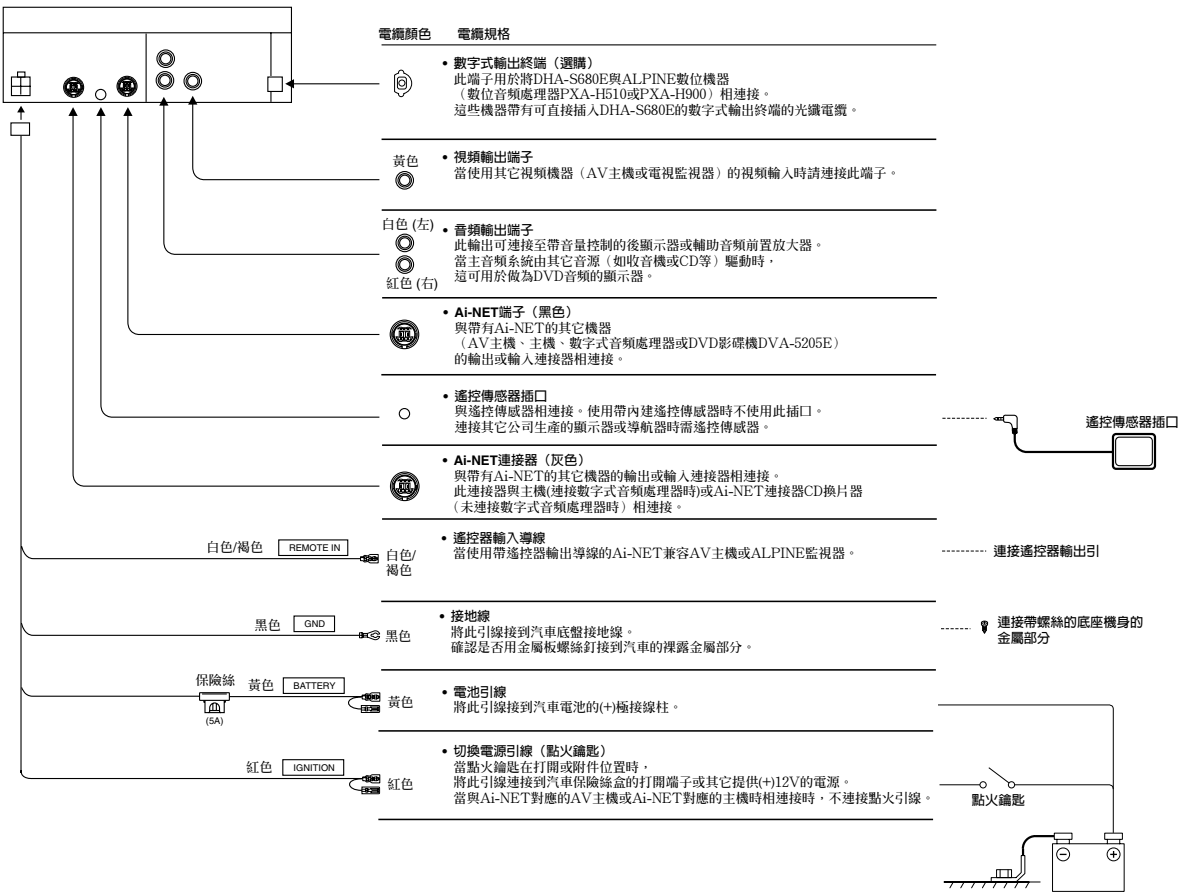 電纜顏色 電纜規格
• 數字式輸出終端（選購）
此端子用於將DHA-S680E與ALPINE數位機器
（數位音頻處理器PXA-H510或PXA-H900）相連接。
這些機器帶有可直接插入DHA-S680E的數字式輸出終端的光纖電纜。
黃色
• 視頻輸出端子
當使用其它視頻機器（AV主機或電視監視器）的視頻輸入時請連接此端子。
白色 (左)
紅色 (右)
• 音頻輸出端子
此輸出可連接至帶音量控制的後顯示器或輔助音頻前置放大器。
當主音頻系統由其它音源（如收音機或CD等）驅動時，
這可用於做為DVD音頻的顯示器。
• Ai-NET端子（黑色）
與帶有Ai-NET的其它機器
（AV主機、主機、數字式音頻處理器或DVD影碟機DVA-5205E）
的輸出或輸入連接器相連接。
• 遙控傳感器插口
與遙控傳感器相連接。使用帶內建遙控傳感器時不使用此插口。
連接其它公司生產的顯示器或導航器時需遙控傳感器。
遙控傳感器插口
• Ai-NET連接器（灰色）
與帶有Ai-NET的其它機器的輸出或輸入連接器相連接。
此連接器與主機(連接數字式音頻處理器時)或Ai-NET連接器CD換片器
（未連接數字式音頻處理器時）相連接。
白色/褐色 REMOTE IN
白色/
褐色
• 遙控器輸入導線
當使用帶遙控器輸出導線的Ai-NET兼容AV主機或ALPINE監視器。
連接遙控器輸出引
黑色 GND
黑色
• 接地線
將此引線接到汽車底盤接地線。
確認是否用金屬板螺絲釘接到汽車的裸露金屬部分。
連接帶螺絲的底座機身的
金屬部分
保險絲
(5A)
黃色 BATTERY
黃色
• 電池引線
將此引線接到汽車電池的(+)極接線柱。
紅色 IGNITION
紅色
• 切換電源引線（點火鑰匙）
當點火鑰匙在打開或附件位置時，
將此引線連接到汽車保險絲盒的打開端子或其它提供(+)12V的電源。
當與Ai-NET對應的AV主機或Ai-NET對應的主機時相連接時，不連接點火引線。
點火鑰匙